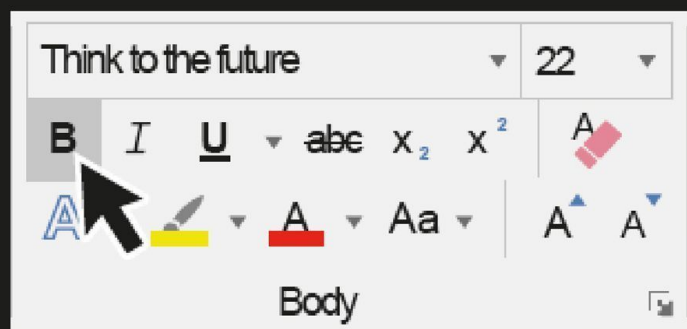 Think to the future 22
B I U abc x₂ x² A
A A Aa A A
Body